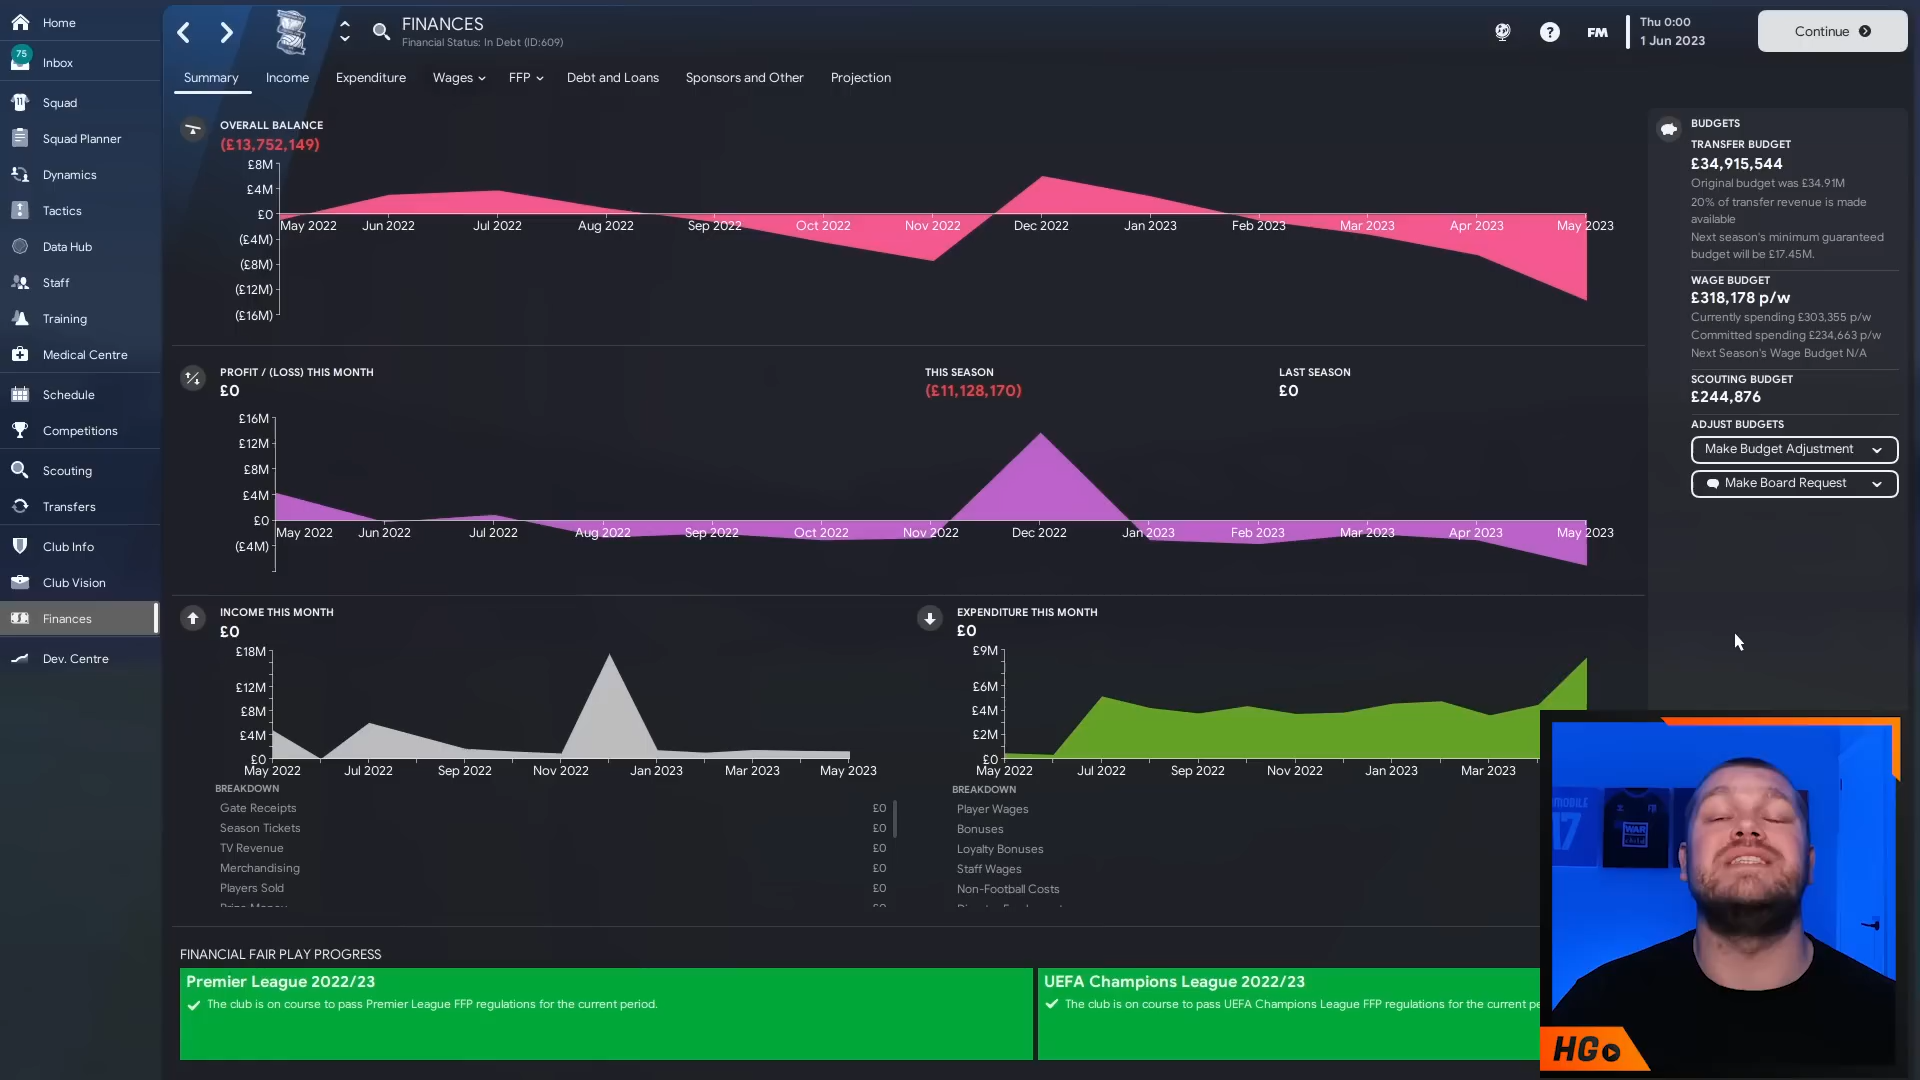 Home
75
Inbox
11
Squad
Squad Planner
Dynamics
Tactics
Data Hub
Staff
Training
Medical Centre
Schedule
Competitions
Scouting
Transfers
Club Info
Club Vision
Finances
Dev. Centre
FINANCES
Financial Status: In Debt (ID:609)
?
FM
Thu 0:00
1 Jun 2023
Continue
Summary
Income
Expenditure
Wages
FFP
Debt and Loans
Sponsors and Other
Projection
OVERALL BALANCE
(£13,752,149)
£8M
£4M
£0
(£4M)
(£8M)
(£12M)
(£16M)
May 2022
Jun 2022
Jul 2022
Aug 2022
Sep 2022
Oct 2022
Nov 2022
Dec 2022
Jan 2023
Feb 2023
Mar 2023
Apr 2023
May 2023
PROFIT / (LOSS) THIS MONTH
£0
THIS SEASON
(£11,128,170)
LAST SEASON
£0
£16M
£12M
£8M
£4M
£0
(£4M)
May 2022
Jun 2022
Jul 2022
Aug 2022
Sep 2022
Oct 2022
Nov 2022
Dec 2022
Jan 2023
Feb 2023
Mar 2023
Apr 2023
May 2023
INCOME THIS MONTH
£0
£18M
£12M
£8M
£4M
£0
May 2022
Jul 2022
Sep 2022
Nov 2022
Jan 2023
Mar 2023
May 2023
BREAKDOWN
Gate Receipts £0
Season Tickets £0
TV Revenue £0
Merchandising £0
Players Sold £0
EXPENDITURE THIS MONTH
£0
£9M
£6M
£4M
£2M
£0
May 2022
Jul 2022
Sep 2022
Nov 2022
Jan 2023
Mar 2023
BREAKDOWN
Player Wages
Bonuses
Loyalty Bonuses
Staff Wages
Non-Football Costs
FINANCIAL FAIR PLAY PROGRESS
Premier League 2022/23
The club is on course to pass Premier League FFP regulations for the current period.
UEFA Champions League 2022/23
The club is on course to pass UEFA Champions League FFP regulations for the current pe
BUDGETS
TRANSFER BUDGET
£34,915,544
Original budget was £34.91M
20% of transfer revenue is made
available
Next season's minimum guaranteed
budget will be £17.45M.
WAGE BUDGET
£318,178 p/w
Currently spending £303,355 p/w
Committed spending £234,663 p/w
Next Season's Wage Budget N/A
SCOUTING BUDGET
£244,876
ADJUST BUDGETS
Make Budget Adjustment
Make Board Request
MOBILE
17
WAR
child
HGo